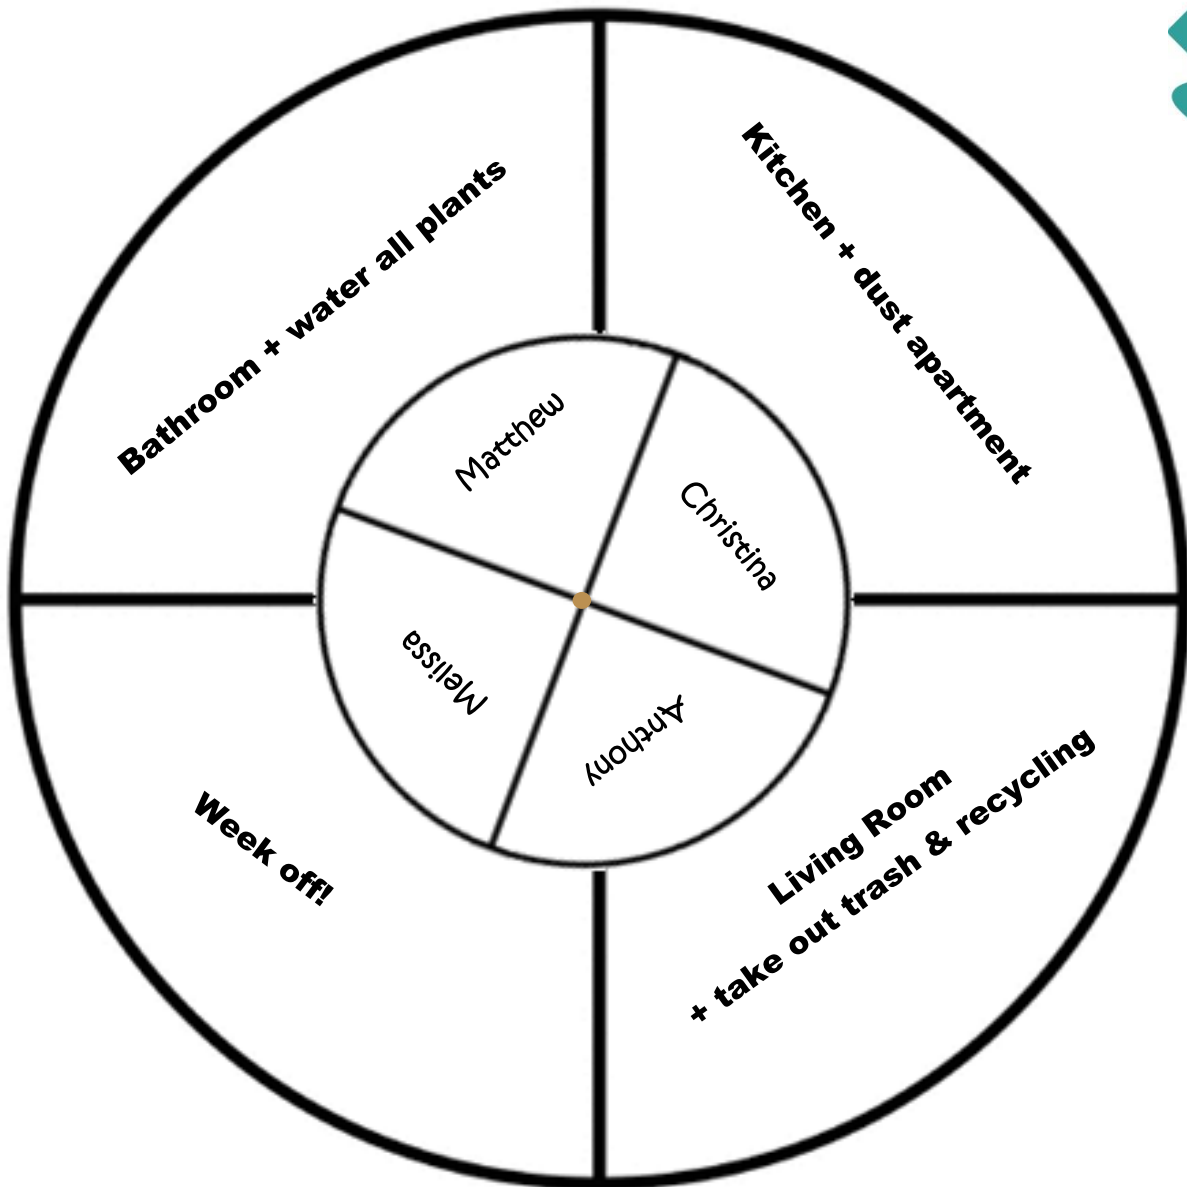 Bathroom + water all plants
Kitchen + dust apartment
Matthew
Christina
Melissa
Anthony
Week off!
Living Room
+ take out trash & recycling